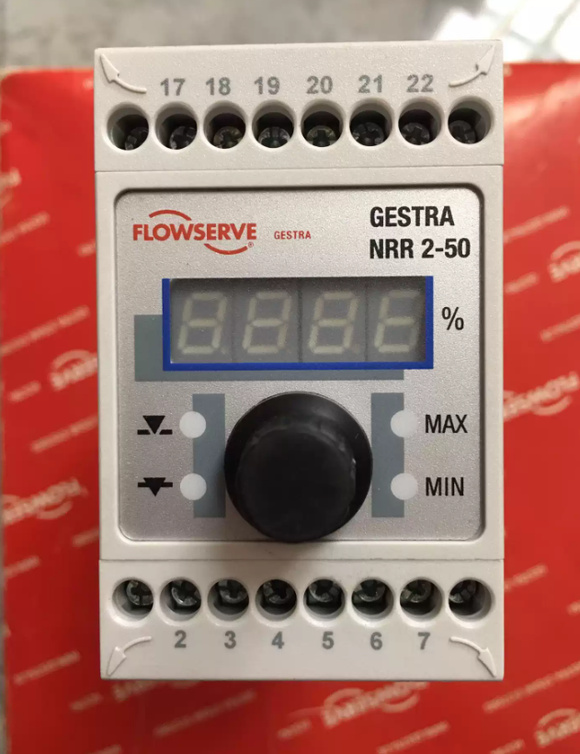 17 18 19 20 21 22
FLOWSERVE
GESTRA
GESTRA
NRR 2-50
%
MAX
MIN
2 3 4 5 6 7
FLOWSERVE